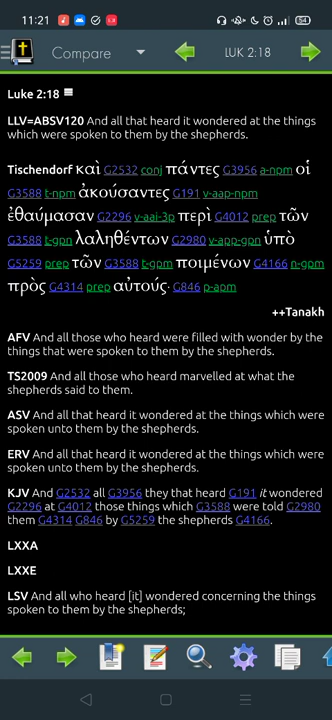 11:21
54
Compare
LUK 2:18
Luke 2:18
LLV=ABSV120 And all that heard it wondered at the things
which were spoken to them by the shepherds.
Tischendorf καὶ G2532 conj πάντες G3956 a-npm οἱ
G3588 t-npm ἀκούσαντες G191 v-aap-npm
ἐθαύμασαν G2296 v-aai-3p περὶ G4012 prep τῶν
G3588 t-gpn λαληθέντων G2980 v-app-gpn ὑπὸ
G5259 prep τῶν G3588 t-gpm ποιμένων G4166 n-gpm
πρὸς G4314 prep αὐτούς· G846 p-apm
++Tanakh
AFV And all those who heard were filled with wonder by the
things that were spoken to them by the shepherds.
TS2009 And all those who heard marvelled at what the
shepherds said to them.
ASV And all that heard it wondered at the things which were
spoken unto them by the shepherds.
ERV And all that heard it wondered at the things which were
spoken unto them by the shepherds.
KJV And G2532 all G3956 they that heard G191 it wondered
G2296 at G4012 those things which G3588 were told G2980
them G4314 G846 by G5259 the shepherds G4166.
LXXA
LXXE
LSV And all who heard [it] wondered concerning the things
spoken to them by the shepherds;